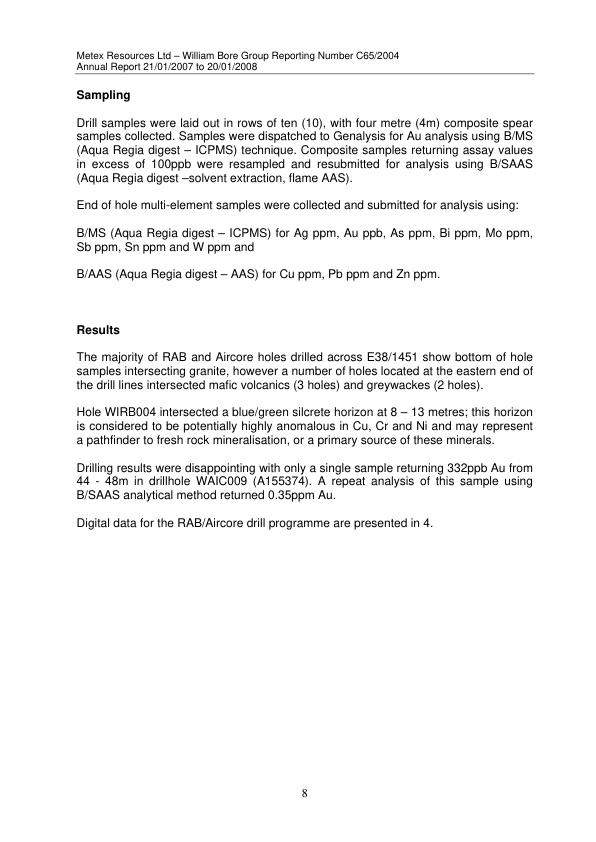 Metex Resources Ltd – William Bore Group Reporting Number C65/2004
Annual Report 21/01/2007 to 20/01/2008
Sampling
Drill samples were laid out in rows of ten (10), with four metre (4m) composite spear
samples collected. Samples were dispatched to Genalysis for Au analysis using B/MS
(Aqua Regia digest – ICPMS) technique. Composite samples returning assay values
in excess of 100ppb were resampled and resubmitted for analysis using B/SAAS
(Aqua Regia digest –solvent extraction, flame AAS).
End of hole multi-element samples were collected and submitted for analysis using:
B/MS (Aqua Regia digest – ICPMS) for Ag ppm, Au ppb, As ppm, Bi ppm, Mo ppm,
Sb ppm, Sn ppm and W ppm and
B/AAS (Aqua Regia digest – AAS) for Cu ppm, Pb ppm and Zn ppm.
Results
The majority of RAB and Aircore holes drilled across E38/1451 show bottom of hole
samples intersecting granite, however a number of holes located at the eastern end of
the drill lines intersected mafic volcanics (3 holes) and greywackes (2 holes).
Hole WIRB004 intersected a blue/green silcrete horizon at 8 – 13 metres; this horizon
is considered to be potentially highly anomalous in Cu, Cr and Ni and may represent
a pathfinder to fresh rock mineralisation, or a primary source of these minerals.
Drilling results were disappointing with only a single sample returning 332ppb Au from
44 - 48m in drillhole WAIC009 (A155374). A repeat analysis of this sample using
B/SAAS analytical method returned 0.35ppm Au.
Digital data for the RAB/Aircore drill programme are presented in 4.
8